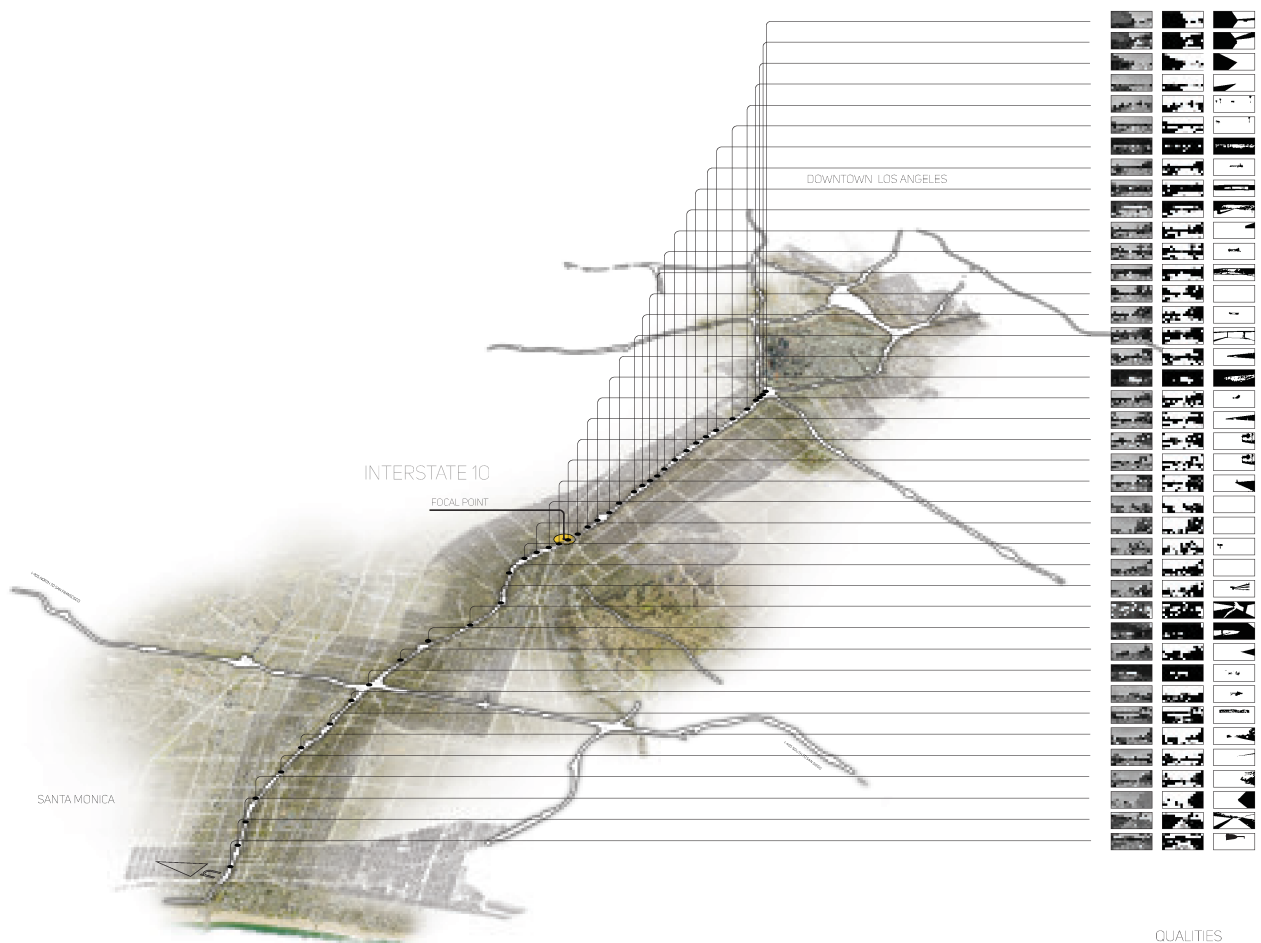 DOWNTOWN LOS ANGELES
INTERSTATE 10
FOCAL POINT
SANTA MONICA
QUALITIES